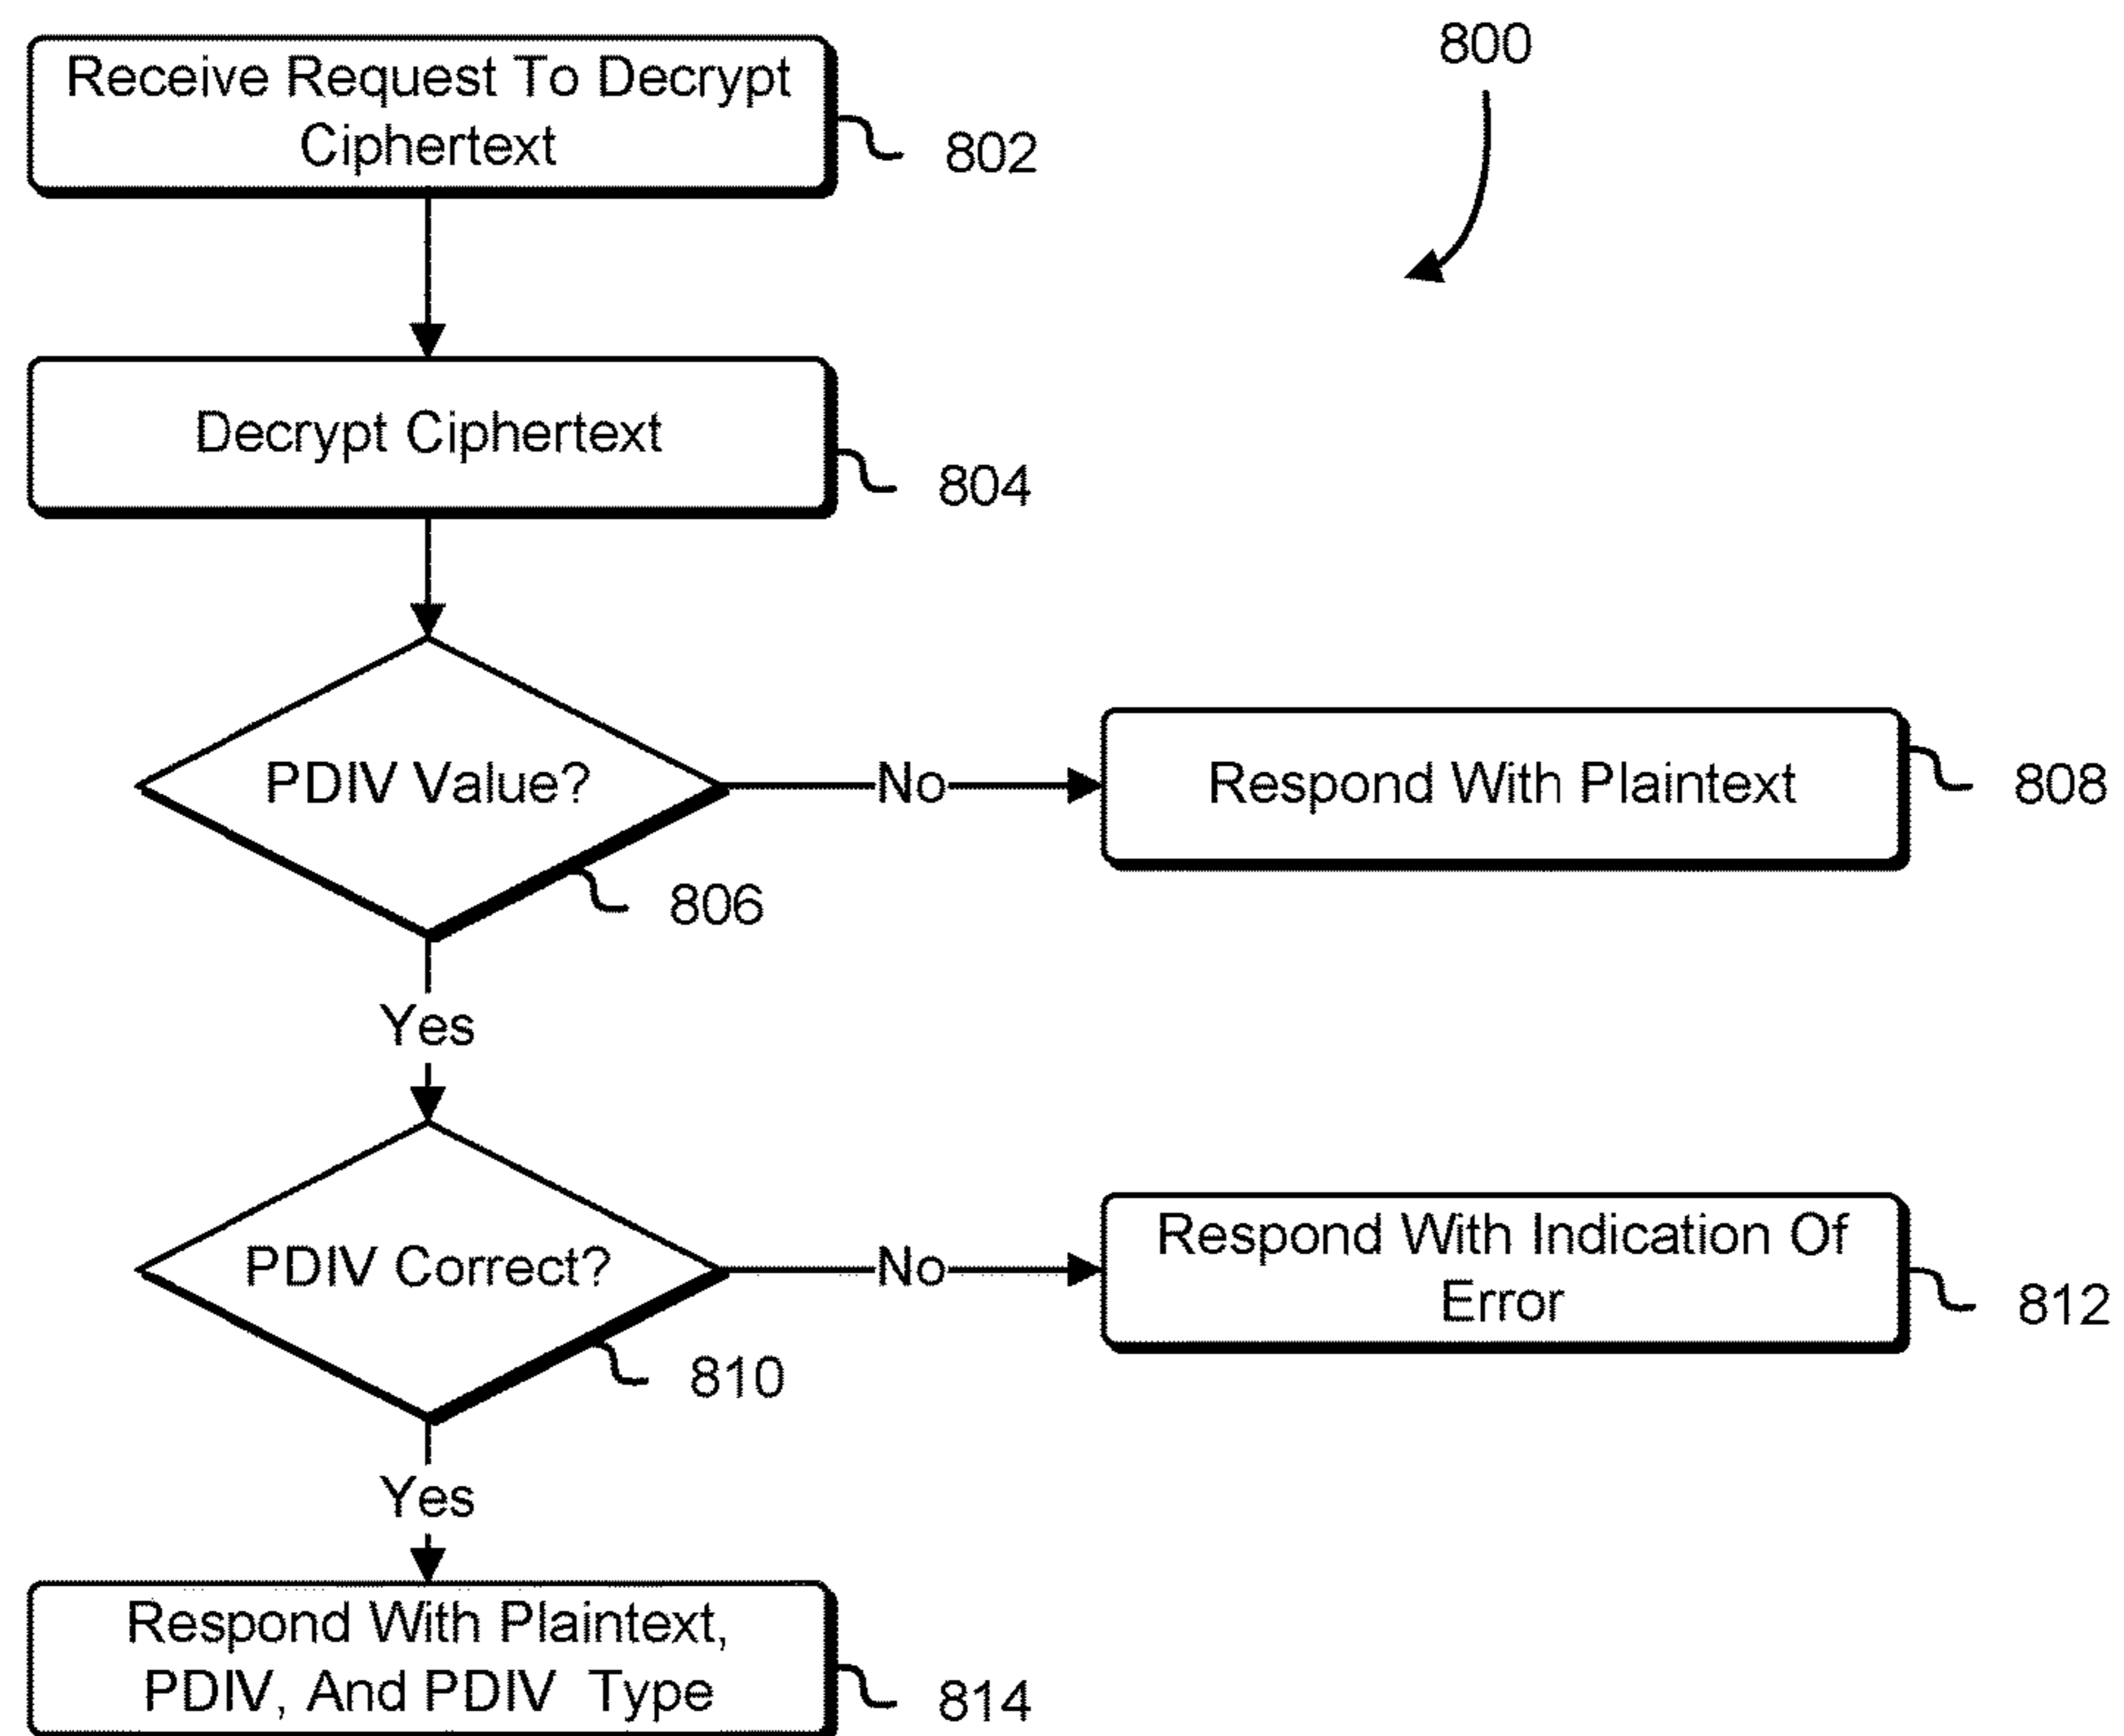 800
Receive Request To Decrypt
Ciphertext
802
Decrypt Ciphertext
804
PDIV Value?
No
Respond With Plaintext
808
806
Yes
PDIV Correct?
No
Respond With Indication Of
Error
812
810
Yes
Respond With Plaintext,
PDIV, And PDIV Type
814